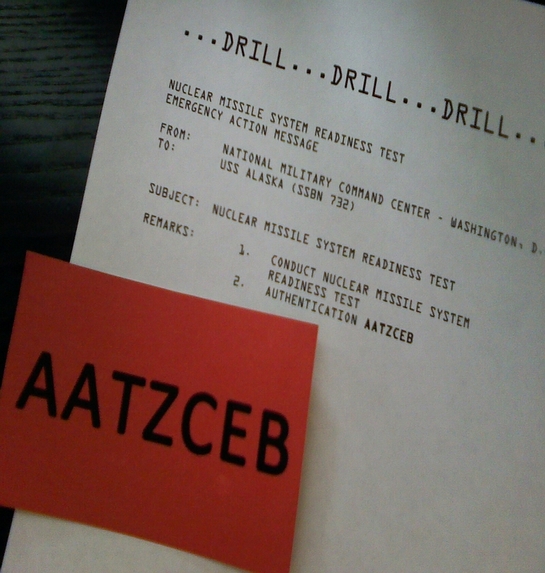 ...DRILL...DRILL...DRILL...
NUCLEAR MISSILE SYSTEM READINESS TEST
EMERGENCY ACTION MESSAGE
FROM: NATIONAL MILITARY COMMAND CENTER - WASHINGTON, D.
TO: USS ALASKA (SSBN 732)
SUBJECT: NUCLEAR MISSILE SYSTEM READINESS TEST
REMARKS:
1. CONDUCT NUCLEAR MISSILE SYSTEM
READINESS TEST
2. AUTHENTICATION AATZCEB
AATZCEB